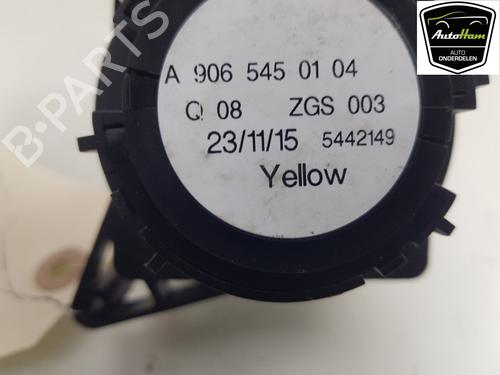 AutoHam
AUTO
ONDERDELEN
B-PARTS
A 906 545 01 04
Q 08 ZGS 003
23/11/15 5442149
Yellow